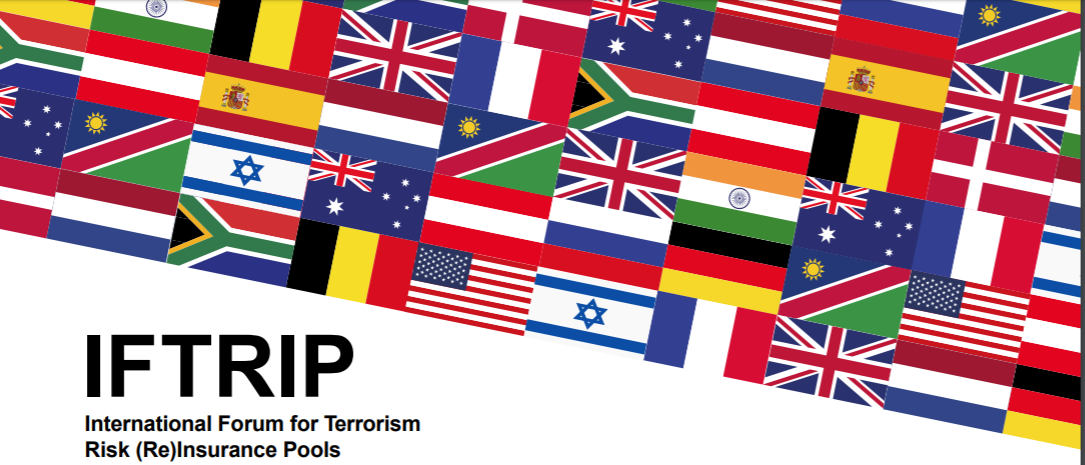 IFTRIP
International Forum for Terrorism
Risk (Re)Insurance Pools